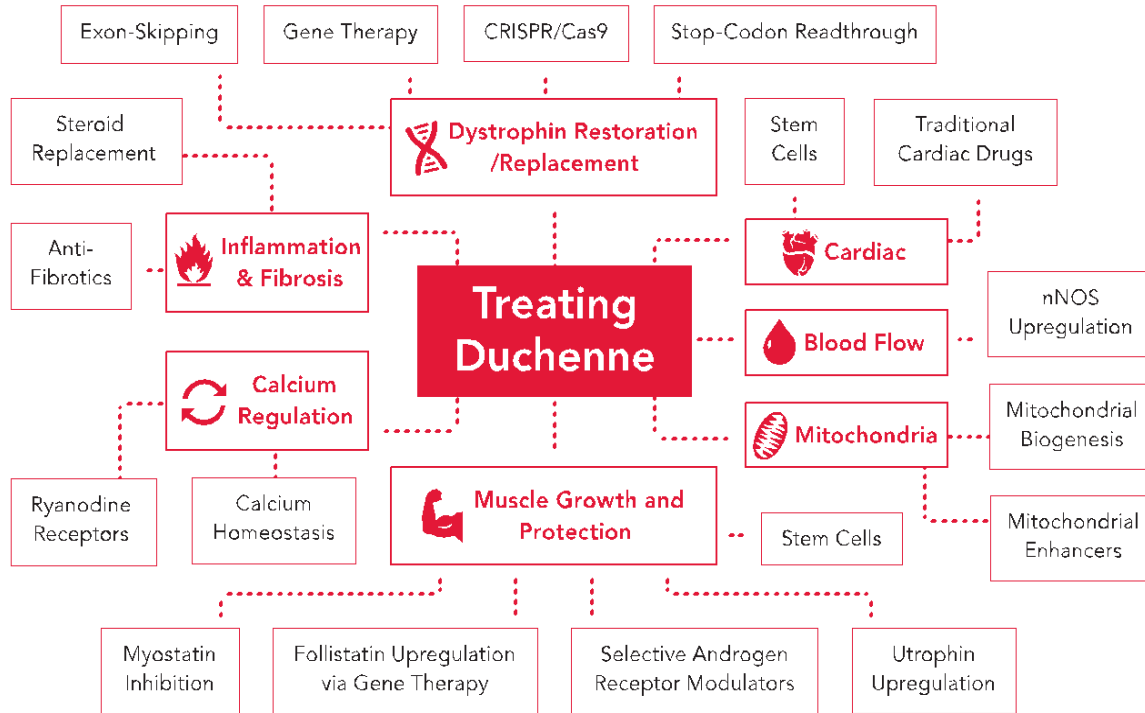 Exon-Skipping
Gene Therapy
CRISPR/Cas9
Stop-Codon Readthrough
Steroid
Replacement
Dystrophin Restoration
/Replacement
Stem
Cells
Traditional
Cardiac Drugs
Anti-
Fibrotics
Inflammation
& Fibrosis
Cardiac
Treating
Duchenne
Blood Flow
nNOS
Upregulation
Calcium
Regulation
Mitochondria
Mitochondrial
Biogenesis
Ryanodine
Receptors
Calcium
Homeostasis
Muscle Growth and
Protection
Stem Cells
Mitochondrial
Enhancers
Myostatin
Inhibition
Follistatin Upregulation
via Gene Therapy
Selective Androgen
Receptor Modulators
Utrophin
Upregulation